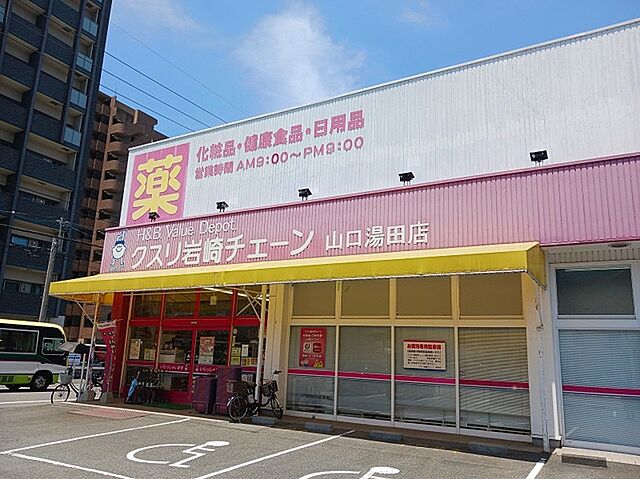 薬
化粧品・健康食品・日用品
営業時間 AM9:00～PM9:00
H&B Value Depot
クスリ岩崎チェーン 山口湯田店